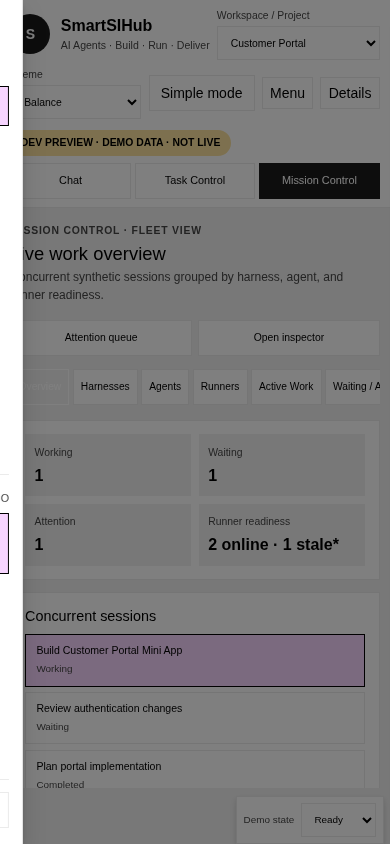 S
SmartSIHub
AI Agents · Build · Run · Deliver
Workspace / Project
Customer Portal
eme
Balance
Simple mode
Menu
Details
DEV PREVIEW · DEMO DATA · NOT LIVE
Chat
Task Control
Mission Control
SSION CONTROL · FLEET VIEW
ive work overview
oncurrent synthetic sessions grouped by harness, agent, and
nner readiness.
Attention queue
Open inspector
Harnesses
Agents
Runners
Active Work
Waiting / A
Working
1
Waiting
1
Attention
1
Runner readiness
2 online · 1 stale*
O
Concurrent sessions
Build Customer Portal Mini App
Working
Review authentication changes
Waiting
Plan portal implementation
Completed
Demo state
Ready